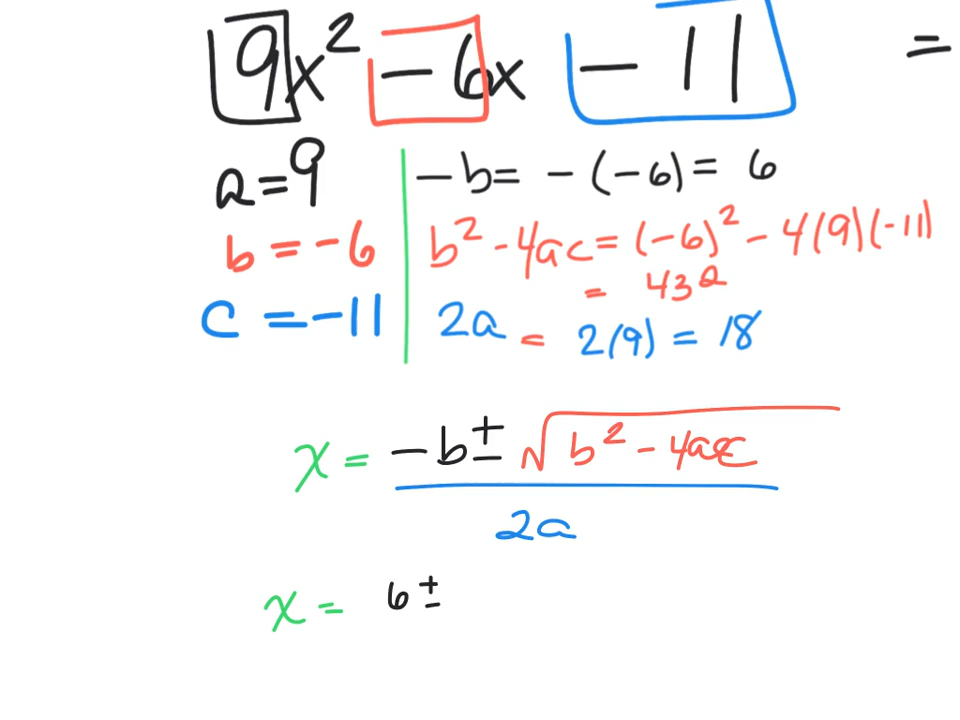 9x² - 6x - 11 =
a = 9
-b = -(-6) = 6
b = -6
b² - 4ac = (-6)² - 4(9)(-11)
= 432
c = -11
2a = 2(9) = 18
x = -b ± √b² - 4ac
2a
x = 6 ±